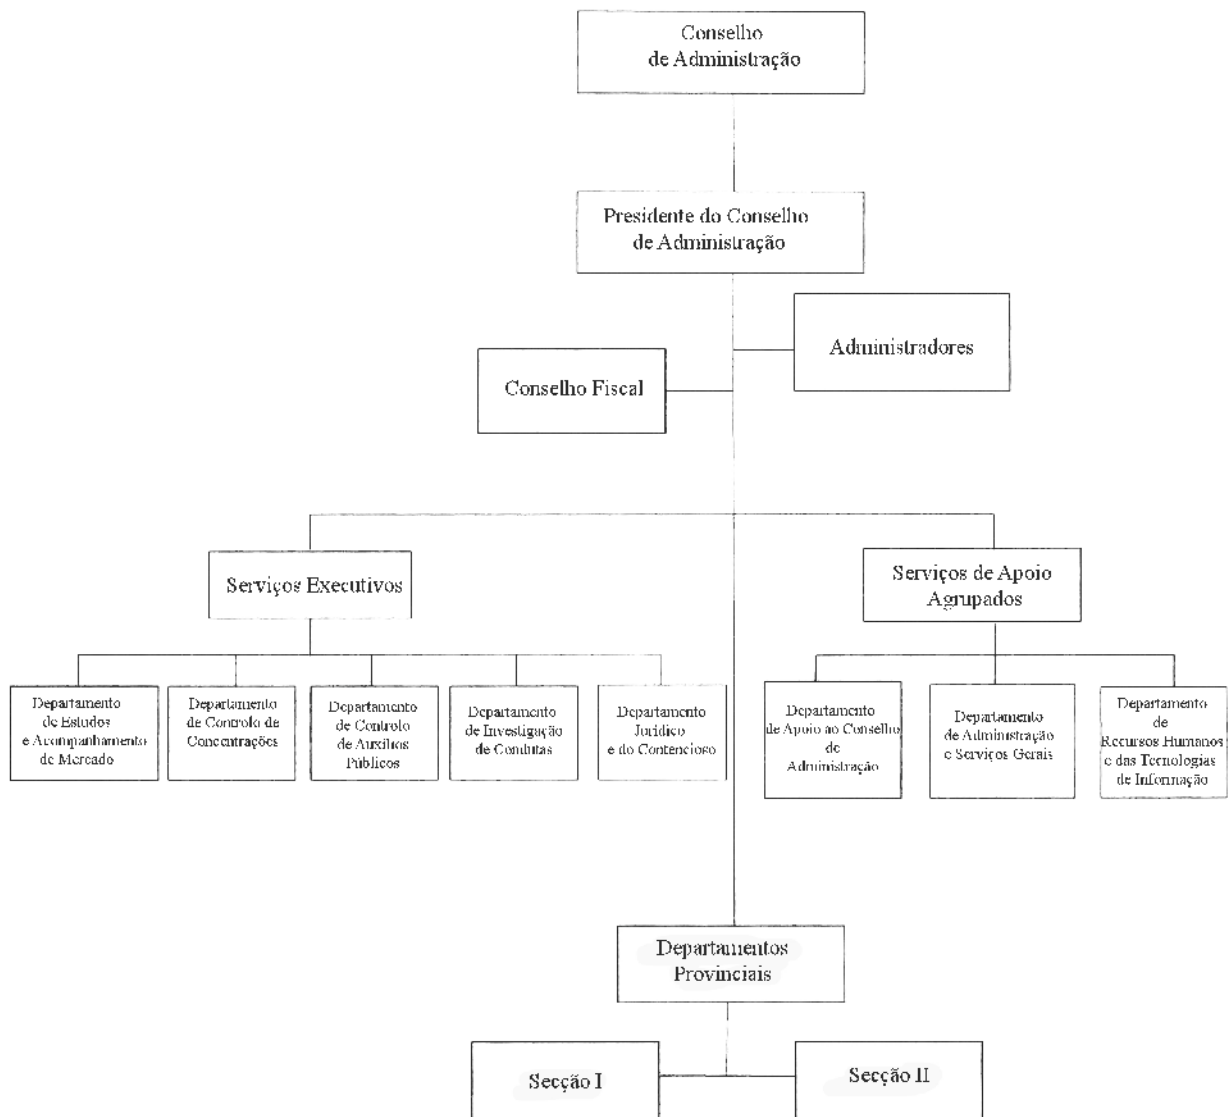 Conselho
de Administração
Presidente do Conselho
de Administração
Administradores
Conselho Fiscal
Serviços Executivos
Serviços de Apoio
Agrupados
Departamento
de Estudos
e Acompanhamento
de Mercado
Departamento
de Controlo de
Concentrações
Departamento
de Controlo
de Auxílios
Públicos
Departamento
de Investigação
de Condutas
Departamento
Jurídico
e do Contencioso
Departamento
de Apoio ao Conselho
de
Administração
Departamento
de Administração
e Serviços Gerais
Departamento
de
Recursos Humanos
e das Tecnologias
de Informação
Departamentos
Provinciais
Secção I
Secção II